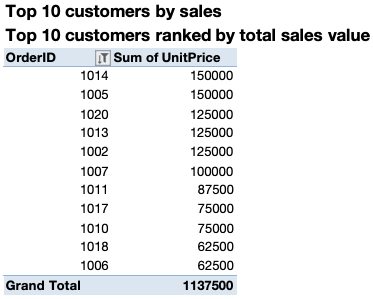 Top 10 customers by sales
Top 10 customers ranked by total sales value
OrderID Sum of UnitPrice
1014 150000
1005 150000
1020 125000
1013 125000
1002 125000
1007 100000
1011 87500
1017 75000
1010 75000
1018 62500
1006 62500
Grand Total 1137500